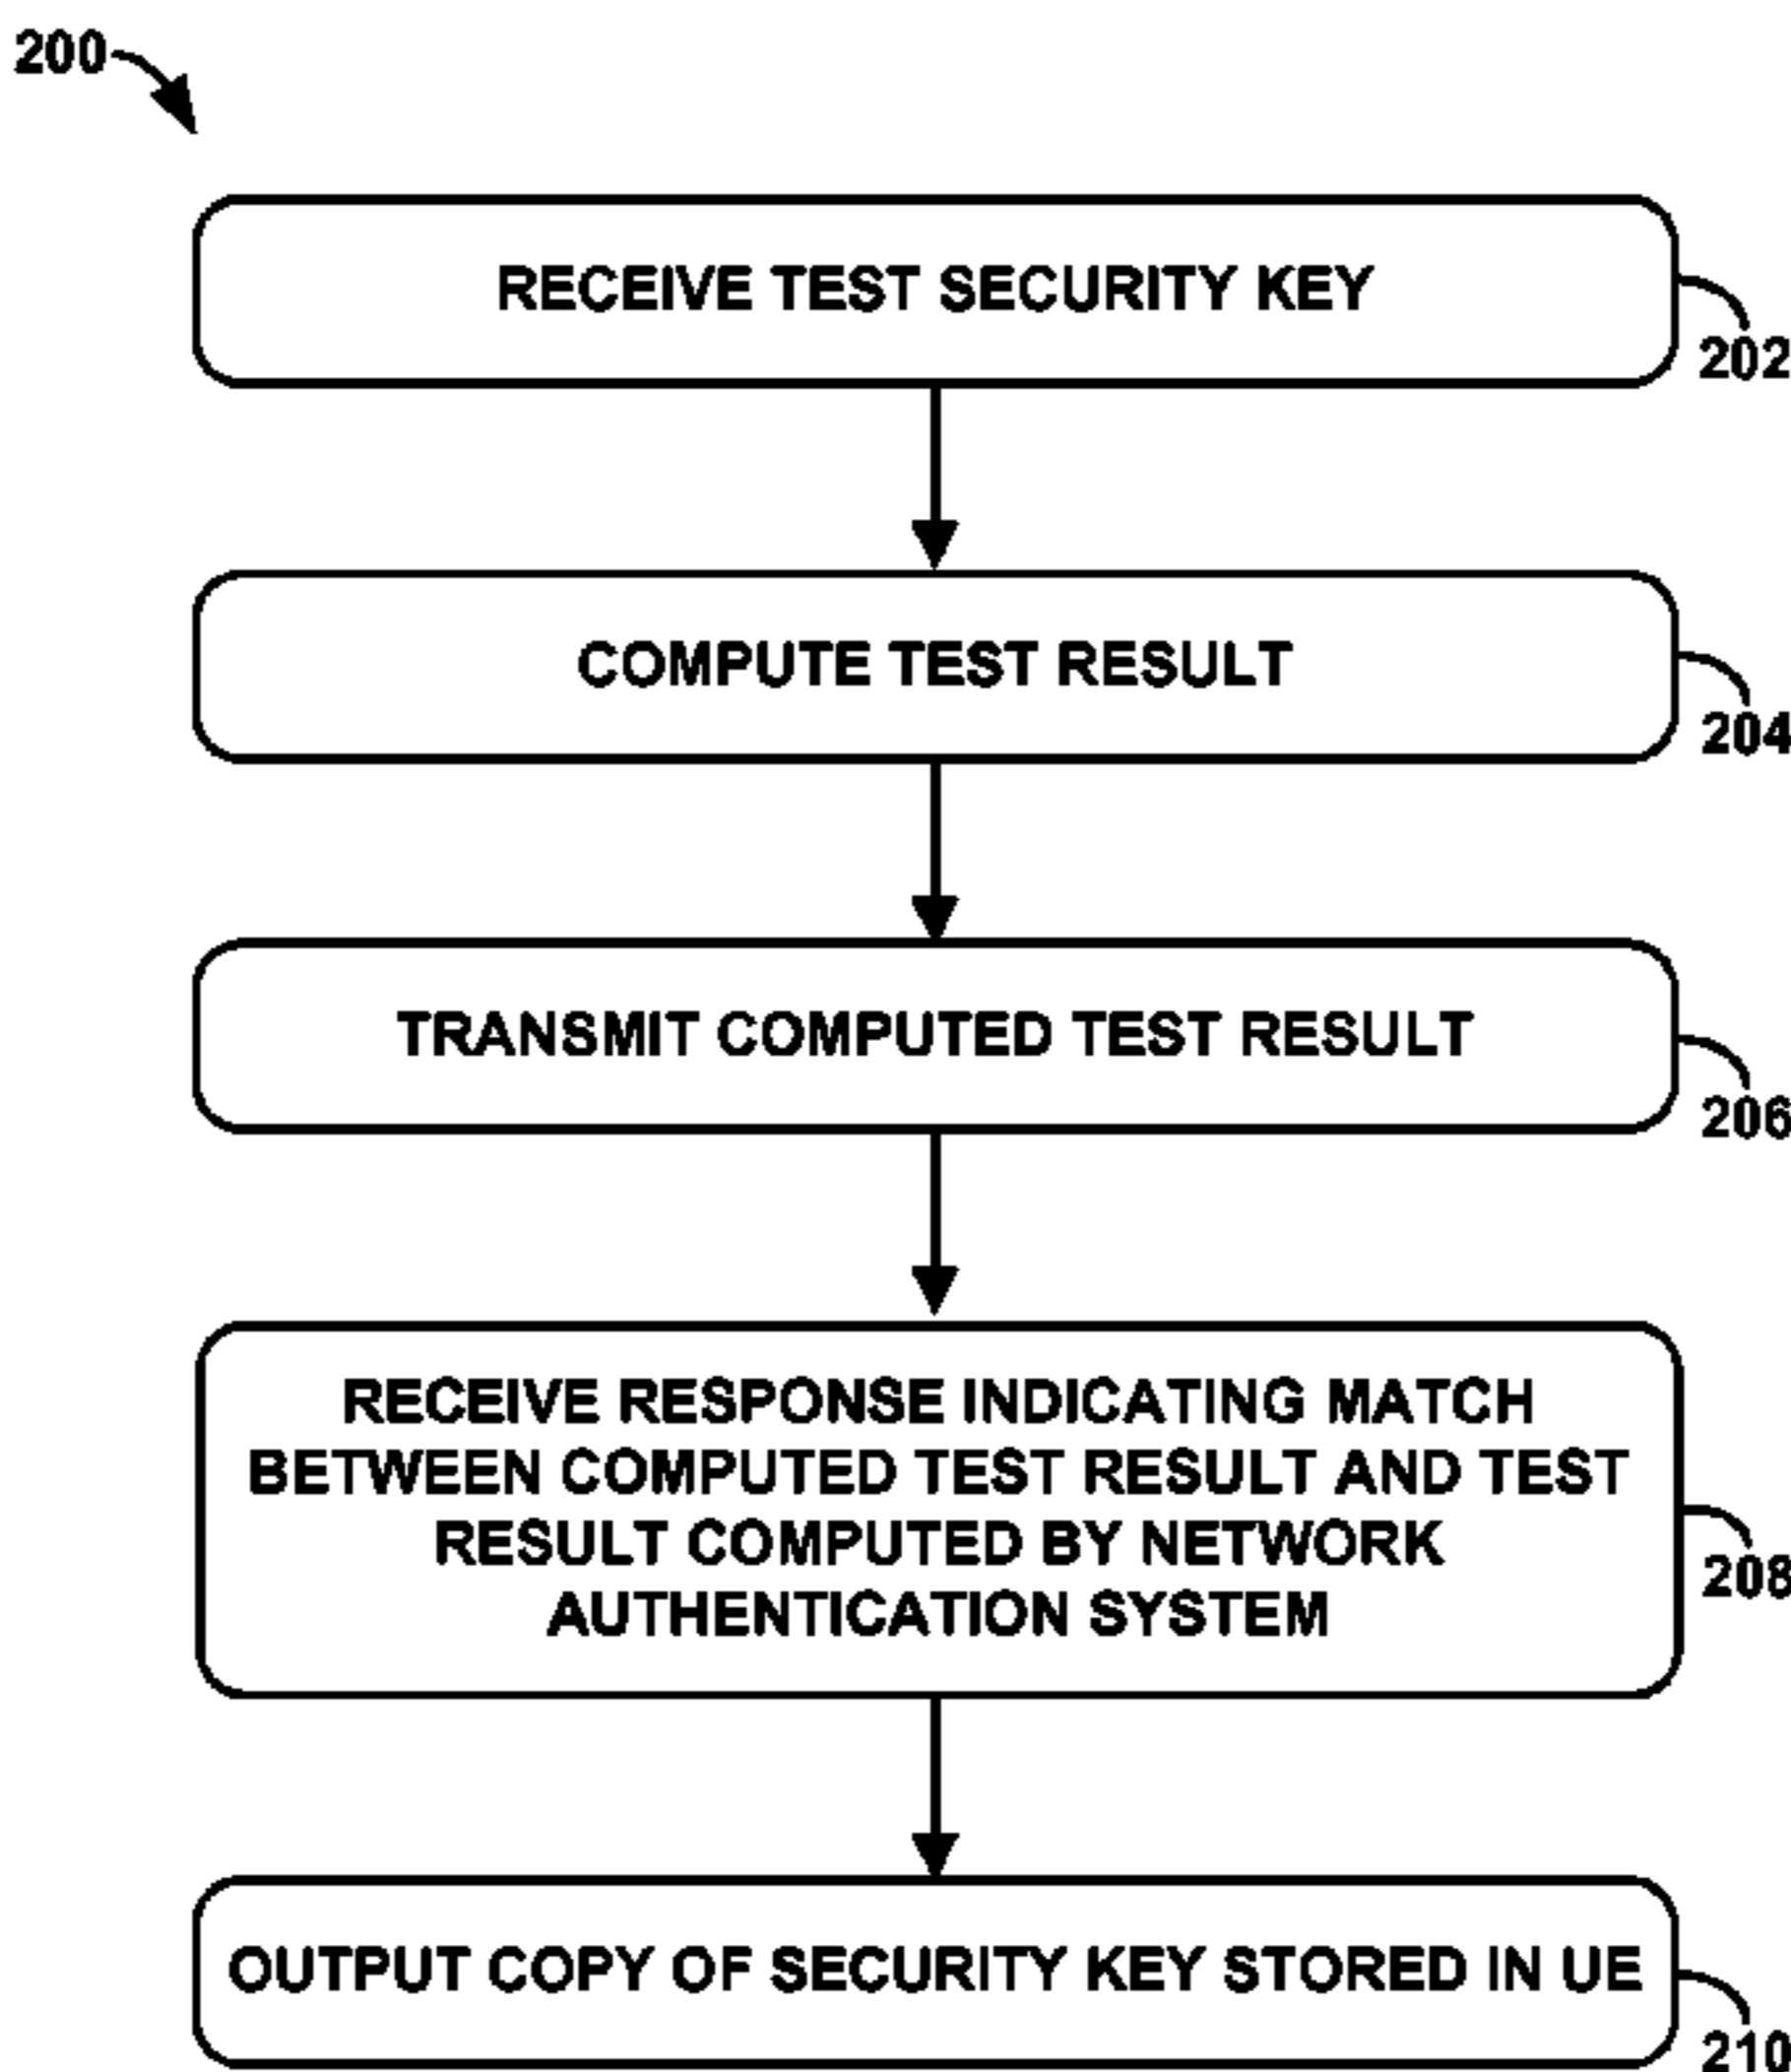 200
RECEIVE TEST SECURITY KEY
202
COMPUTE TEST RESULT
204
TRANSMIT COMPUTED TEST RESULT
206
RECEIVE RESPONSE INDICATING MATCH
BETWEEN COMPUTED TEST RESULT AND TEST
RESULT COMPUTED BY NETWORK
AUTHENTICATION SYSTEM
208
OUTPUT COPY OF SECURITY KEY STORED IN UE
210